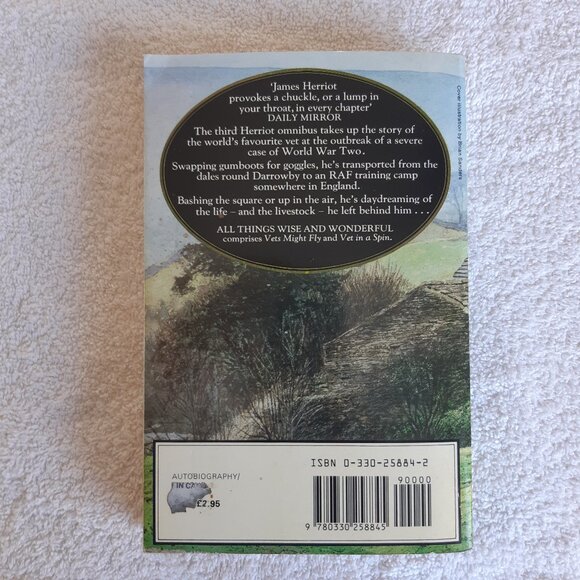 'James Herriot
provokes a chuckle, or a lump in
your throat, in every chapter'
DAILY MIRROR
The third Herriot omnibus takes up the story of
the world's favourite vet at the outbreak of a severe
case of World War Two.
Swapping gumboots for goggles, he's transported from the
dales round Darrowby to an RAF training camp
somewhere in England.
Bashing the square or up in the air, he's daydreaming of
the life – and the livestock – he left behind him . . .
ALL THINGS WISE AND WONDERFUL
comprises Vets Might Fly and Vet in a Spin.
Cover illustration by Brian Sanders
AUTOBIOGRAPHY/
£2.95
ISBN 0-330-25884-2
90000
9 780330 258845